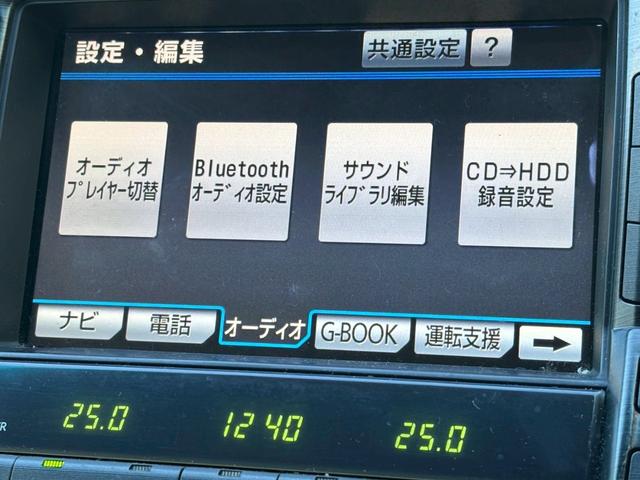 設定・編集
共通設定
?
オーディオ
プレイヤー切替
Bluetooth
オーディオ設定
サウンド
ライブラリ編集
CD⇒HDD
録音設定
ナビ
電話
オーディオ
G-BOOK
運転支援
→
25.0
12:40
25.0